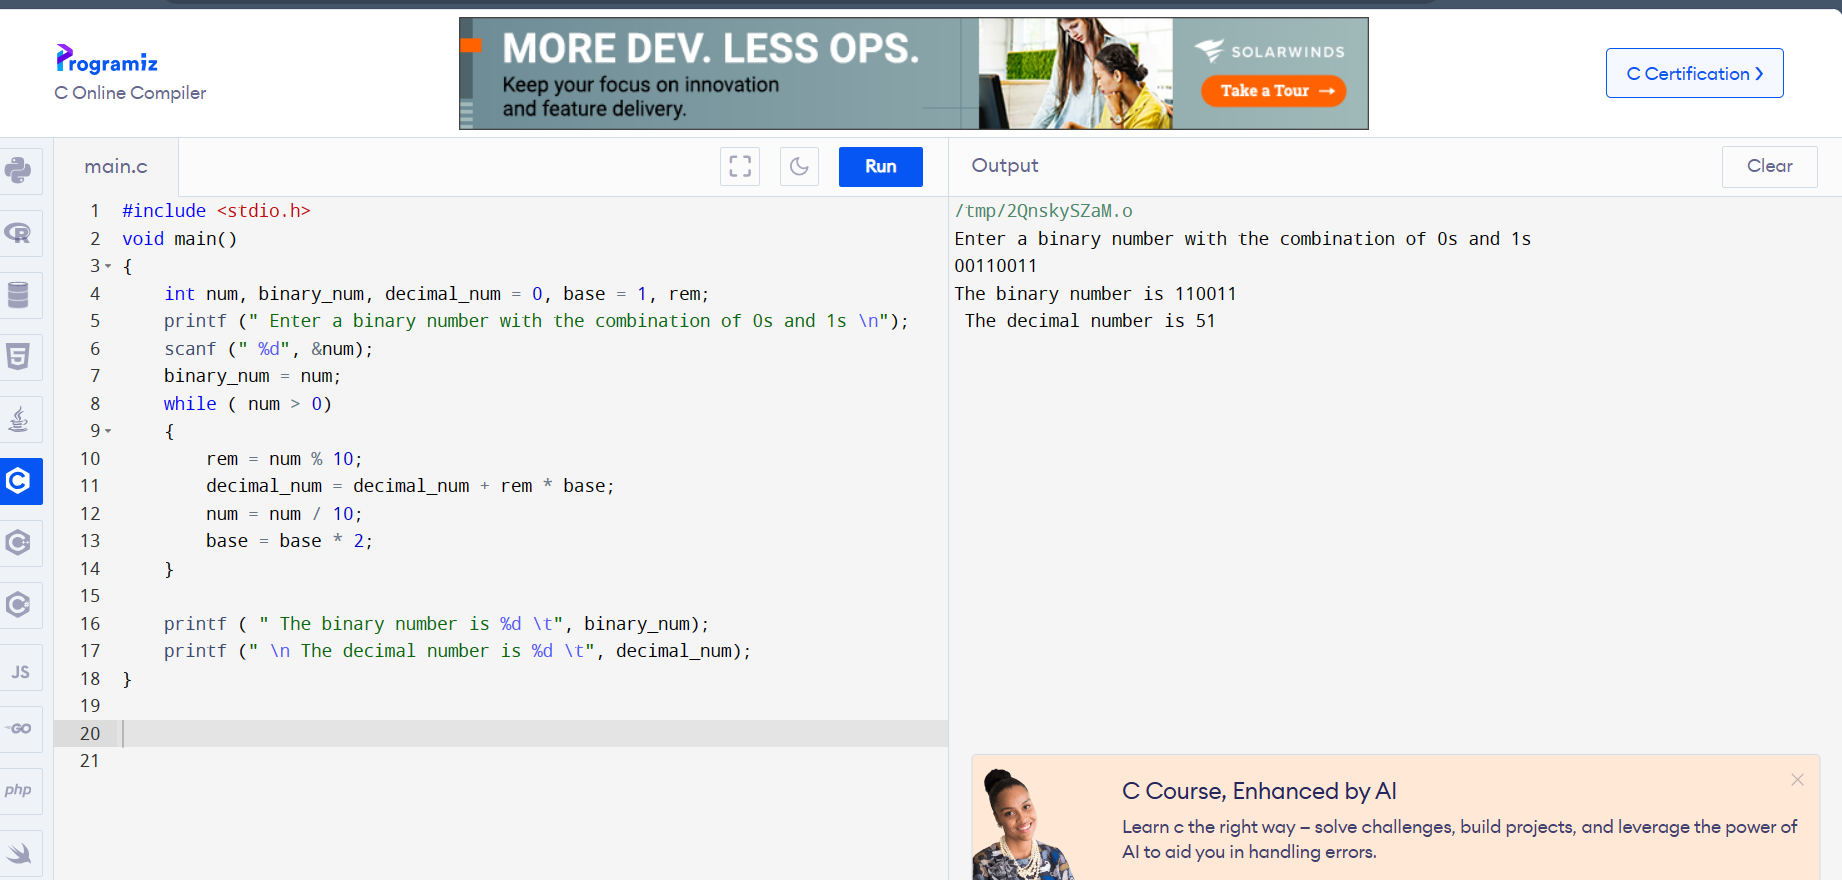 Programiz
C Online Compiler
MORE DEV. LESS OPS.
Keep your focus on innovation
and feature delivery.
SOLARWINDS
Take a Tour →
C Certification >
main.c
Run
Output
Clear
1 #include <stdio.h>
2 void main()
3 {
4 int num, binary_num, decimal_num = 0, base = 1, rem;
5 printf (" Enter a binary number with the combination of 0s and 1s \n");
6 scanf (" %d", &num);
7 binary_num = num;
8 while ( num > 0)
9 {
10 rem = num % 10;
11 decimal_num = decimal_num + rem * base;
12 num = num / 10;
13 base = base * 2;
14 }
15
16 printf ( " The binary number is %d \t", binary_num);
17 printf (" \n The decimal number is %d \t", decimal_num);
18 }
19
20
21
/tmp/2QnskySZaM.o
Enter a binary number with the combination of 0s and 1s
00110011
The binary number is 110011
The decimal number is 51
R
5
C
C
C
JS
GO
php
C Course, Enhanced by AI
Learn c the right way – solve challenges, build projects, and leverage the power of
AI to aid you in handling errors.